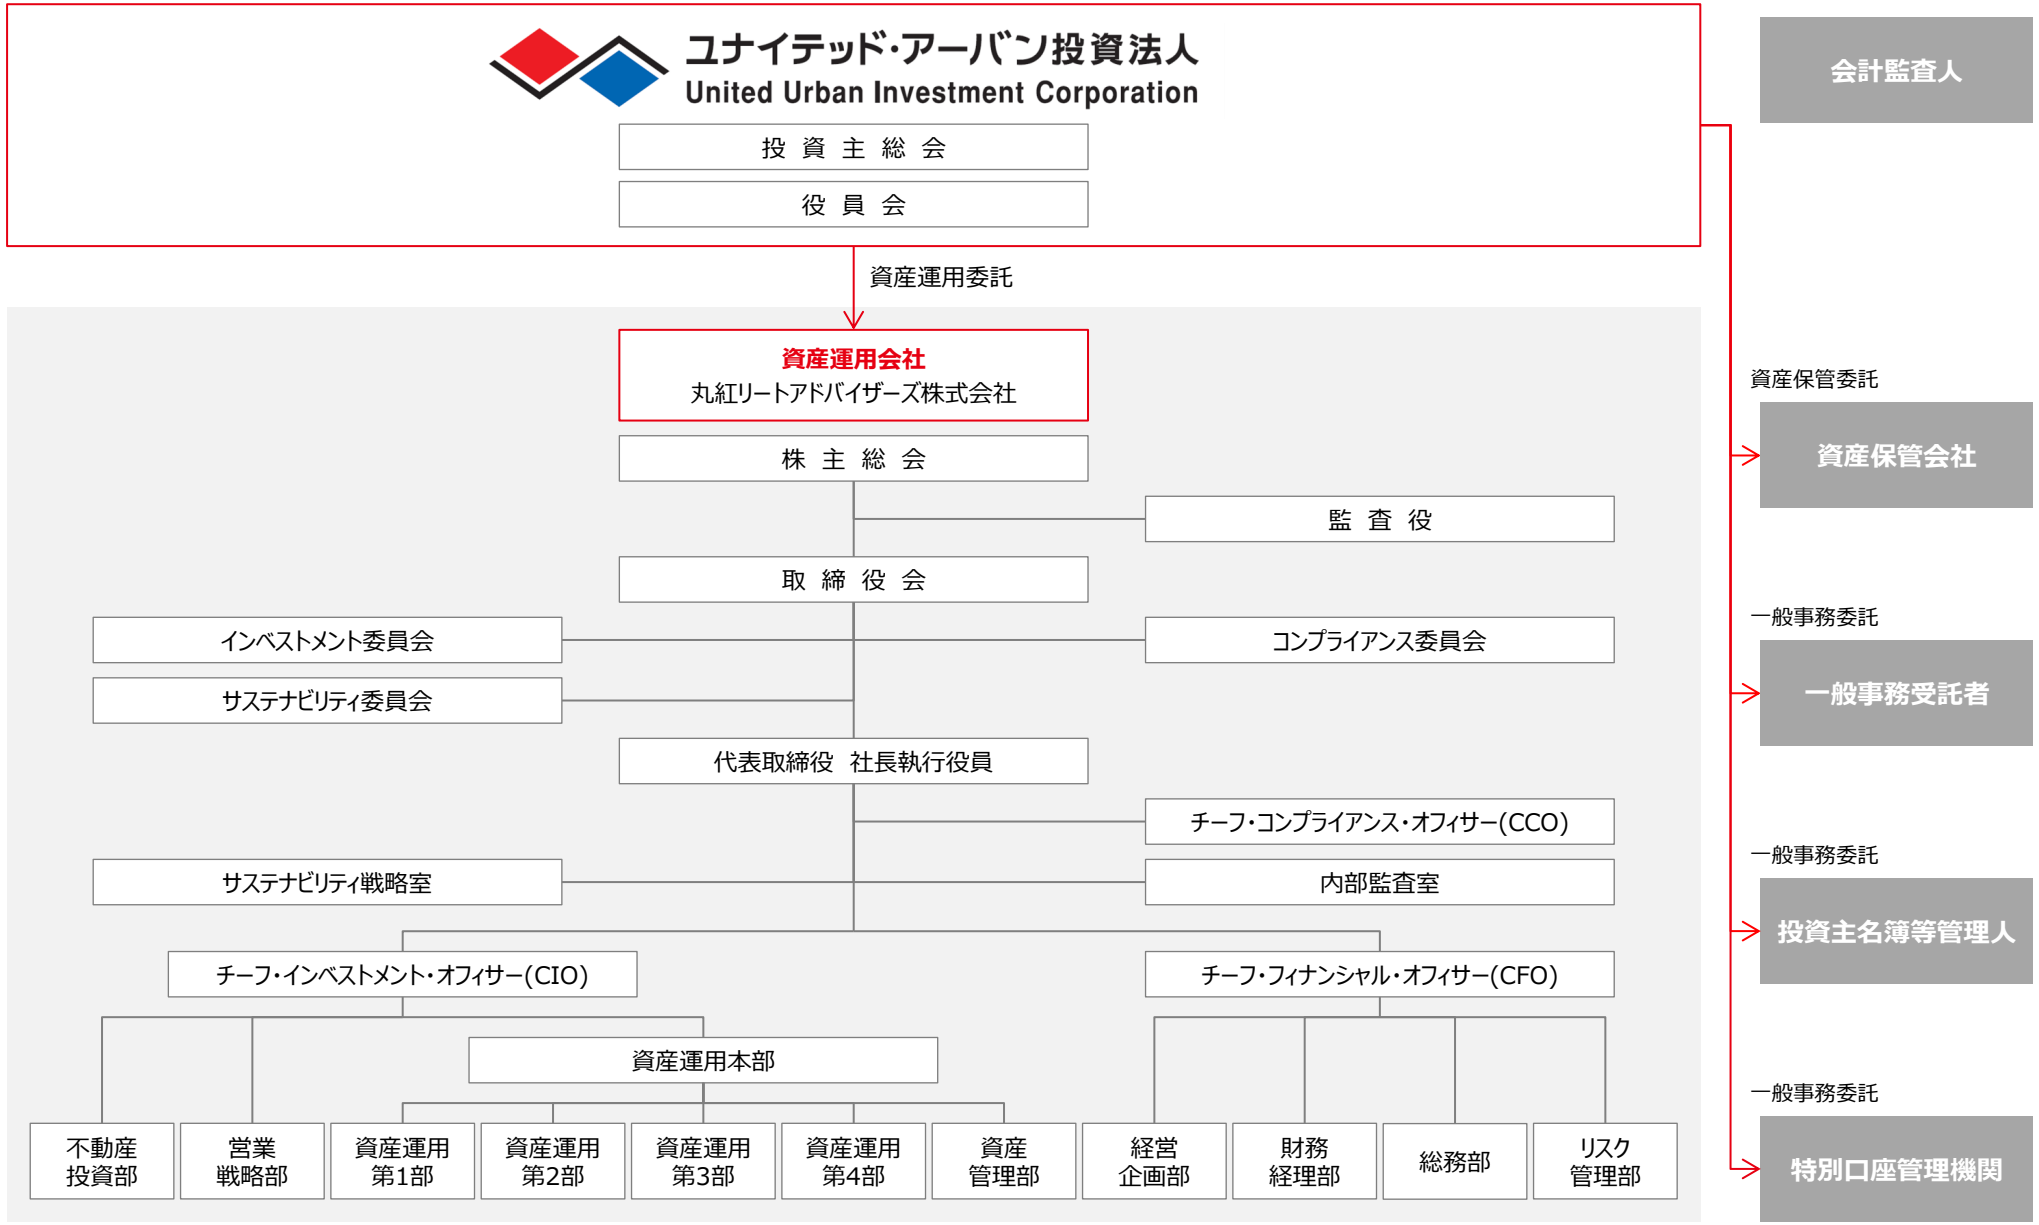 ユナイテッド・アーバン投資法人
United Urban Investment Corporation
投資主総会
役員会
会計監査人
資産運用委託
資産運用会社
丸紅リートアドバイザーズ株式会社
株主総会
監査役
取締役会
インベストメント委員会
コンプライアンス委員会
サステナビリティ委員会
代表取締役 社長執行役員
チーフ・コンプライアンス・オフィサー(CCO)
サステナビリティ戦略室
内部監査室
チーフ・インベストメント・オフィサー(CIO)
チーフ・フィナンシャル・オフィサー(CFO)
資産運用本部
不動産
投資部
営業
戦略部
資産運用
第1部
資産運用
第2部
資産運用
第3部
資産運用
第4部
資産
管理部
経営
企画部
財務
経理部
総務部
リスク
管理部
資産保管委託
資産保管会社
一般事務委託
一般事務受託者
一般事務委託
投資主名簿等管理人
一般事務委託
特別口座管理機関